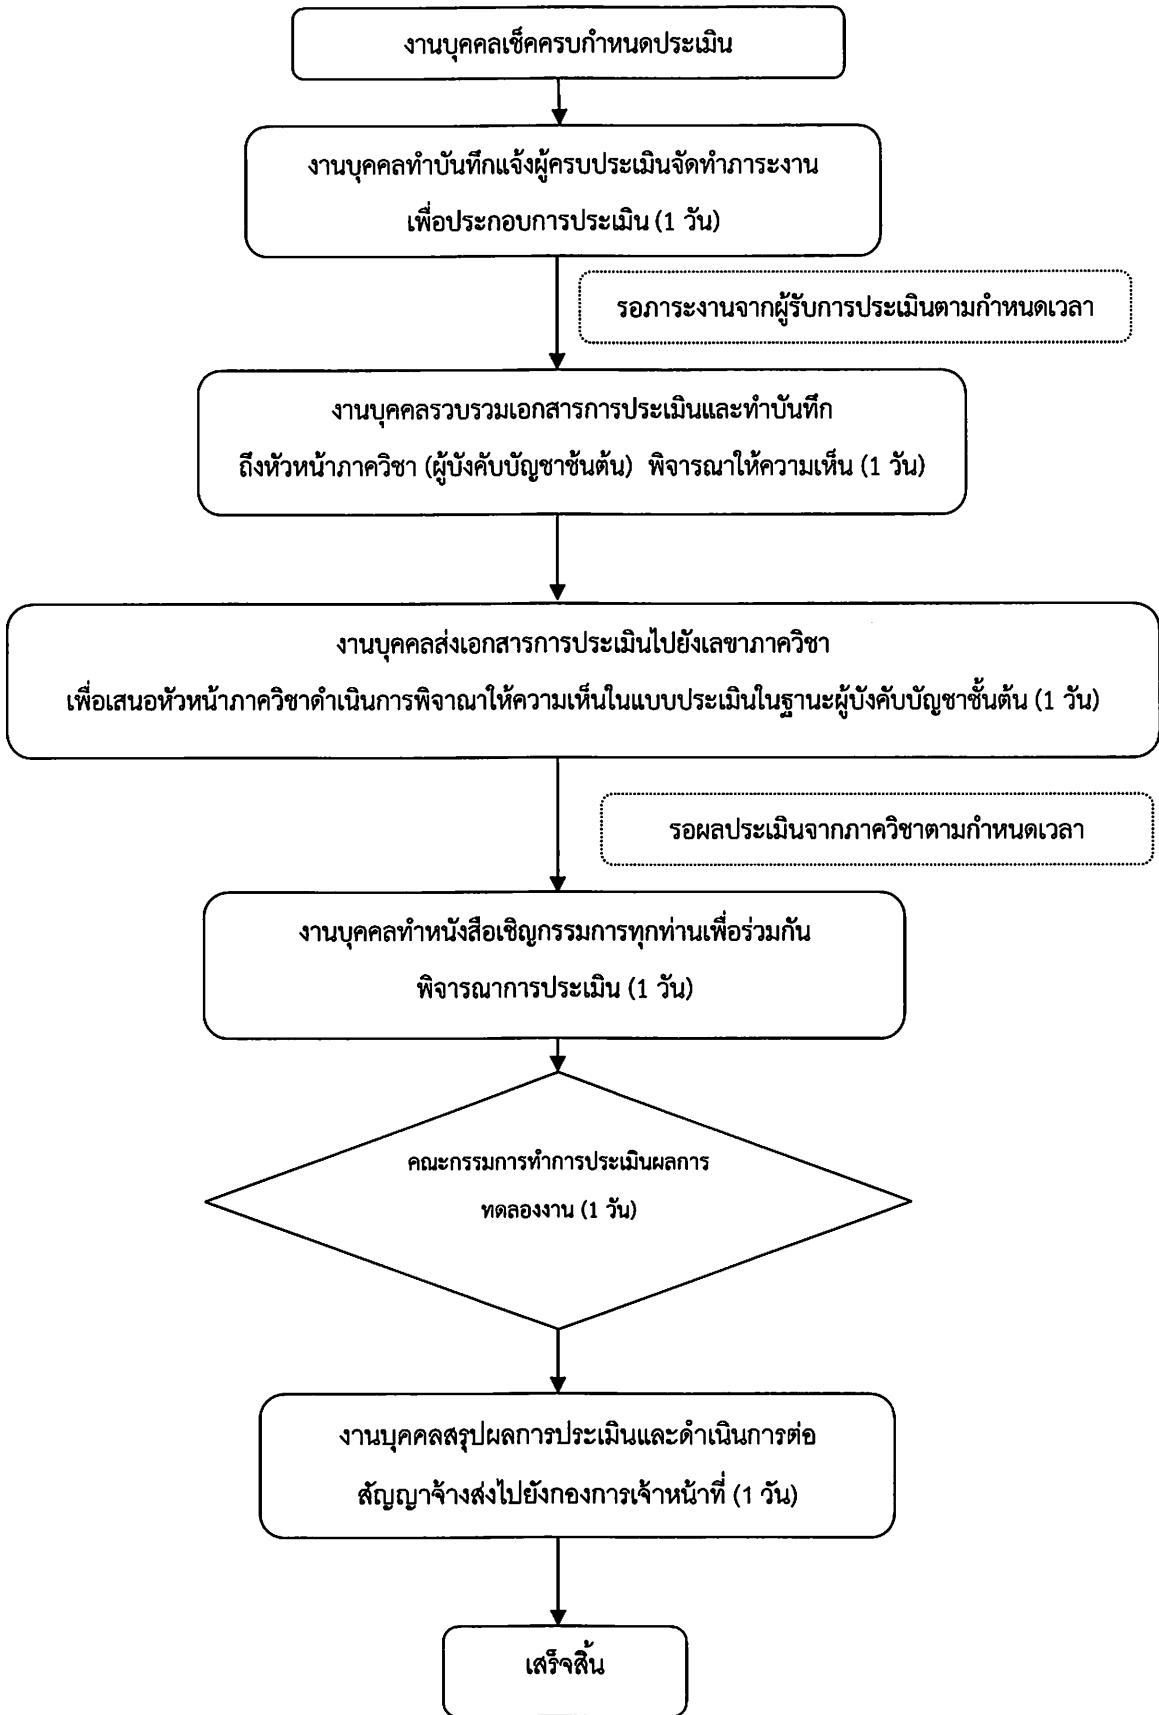 งานบุคคลเช็คครบกำหนดประเมิน
งานบุคคลทำบันทึกแจ้งผู้ครบประเมินจัดทำภาระงาน
เพื่อประกอบการประเมิน (1 วัน)
รอภาระงานจากผู้รับการประเมินตามกำหนดเวลา
งานบุคคลรวบรวมเอกสารการประเมินและทำบันทึก
ถึงหัวหน้าภาควิชา (ผู้บังคับบัญชาชั้นต้น) พิจารณาให้ความเห็น (1 วัน)
งานบุคคลส่งเอกสารการประเมินไปยังเลขาภาควิชา
เพื่อเสนอหัวหน้าภาควิชาดำเนินการพิจาณาให้ความเห็นในแบบประเมินในฐานะผู้บังคับบัญชาชั้นต้น (1 วัน)
รอผลประเมินจากภาควิชาตามกำหนดเวลา
งานบุคคลทำหนังสือเชิญกรรมการทุกท่านเพื่อร่วมกัน
พิจารณาการประเมิน (1 วัน)
คณะกรรมการทำการประเมินผลการ
ทดลองงาน (1 วัน)
งานบุคคลสรุปผลการประเมินและดำเนินการต่อ
สัญญาจ้างส่งไปยังกองการเจ้าหน้าที่ (1 วัน)
เสร็จสิ้น